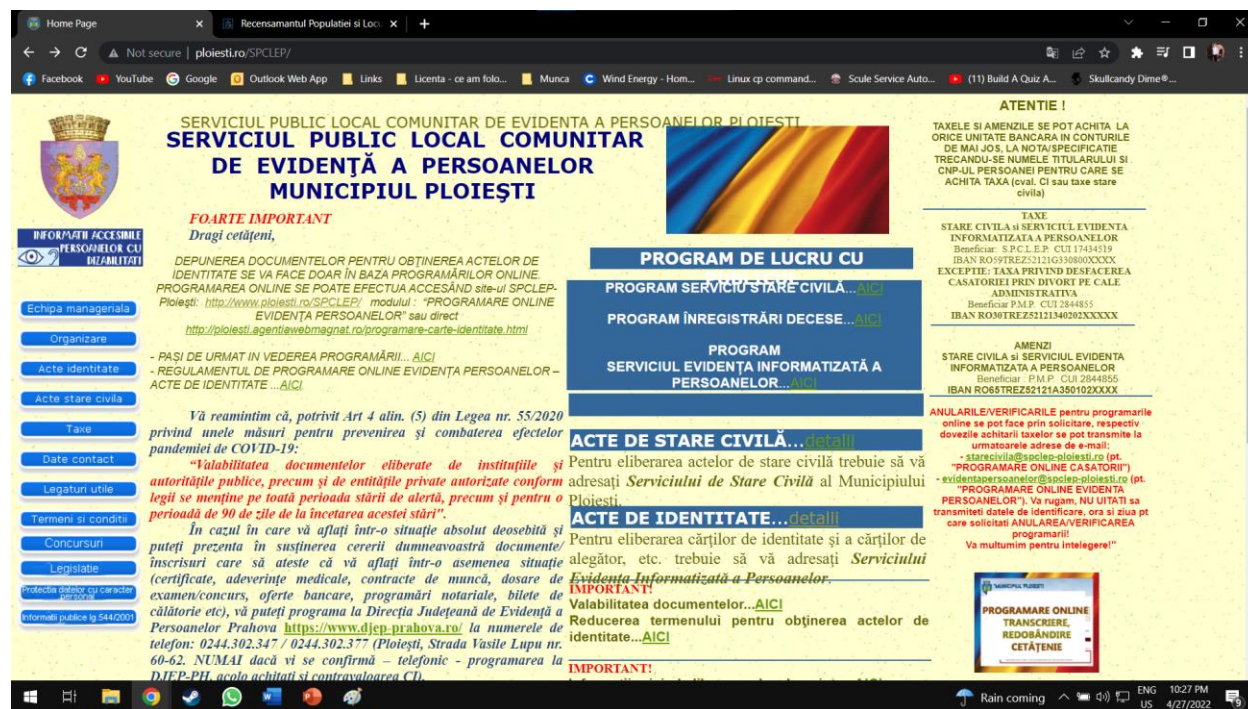 Home Page
Recensamantul Populatiei si Locu
Not secure
ploiesti.ro/SPCLEP/
Facebook
YouTube
Google
Outlook Web App
Links
Licenta - ce am folo...
Munca
Wind Energy - Hom...
Linux cp command...
Scule Service Auto...
(11) Build A Quiz A...
Skullcandy Dime®...
INFORMATII ACCESIBILE
PERSOANELOR CU
DIZABILITATI
Echipa manageriala
Organizare
Acte identitate
Acte stare civila
Taxe
Date contact
Legaturi utile
Termeni si conditii
Concursuri
Legislatie
Protectia datelor cu caracter
personal
Informatii publice lg.544/2001
SERVICIUL PUBLIC LOCAL COMUNITAR DE EVIDENTA A PERSOANELOR PLOIESTI
SERVICIUL PUBLIC LOCAL COMUNITAR
DE EVIDENŢĂ A PERSOANELOR
MUNICIPIUL PLOIEŞTI
FOARTE IMPORTANT
Dragi cetăţeni,
DEPUNEREA DOCUMENTELOR PENTRU OBŢINEREA ACTELOR DE
IDENTITATE SE VA FACE DOAR ÎN BAZA PROGRAMĂRILOR ONLINE.
PROGRAMAREA ONLINE SE POATE EFECTUA ACCESÂND site-ul SPCLEP-
Ploieşti: http://www.ploiesti.ro/SPCLEP/ modulul : "PROGRAMARE ONLINE
EVIDENŢA PERSOANELOR" sau direct
http://ploiesti.agentiawebmagnat.ro/programare-carte-identitate.html
- PAŞI DE URMAT IN VEDEREA PROGRAMĂRII... AICI
- REGULAMENTUL DE PROGRAMARE ONLINE EVIDENŢA PERSOANELOR –
ACTE DE IDENTITATE ...AICI
Vă reamintim că, potrivit Art 4 alin. (5) din Legea nr. 55/2020
privind unele măsuri pentru prevenirea şi combaterea efectelor
pandemiei de COVID-19:
“Valabilitatea documentelor eliberate de instituţiile şi
autorităţile publice, precum şi de entităţile private autorizate conform
legii se menţine pe toată perioada stării de alertă, precum şi pentru o
perioadă de 90 de zile de la încetarea acestei stări".
În cazul în care vă aflaţi într-o situaţie absolut deosebită şi
puteţi prezenta în susţinerea cererii dumneavoastră documente/
înscrisuri care să ateste că vă aflaţi într-o asemenea situaţie
(certificate, adeverinţe medicale, contracte de muncă, dosare de
examen/concurs, oferte bancare, programări notariale, bilete de
călătorie etc), vă puteţi programa la Direcţia Judeţeană de Evidenţă a
Persoanelor Prahova https://www.djep-prahova.ro/ la numerele de
telefon: 0244.302.347 / 0244.302.377 (Ploieşti, Strada Vasile Lupu nr.
60-62. NUMAI dacă vi se confirmă – telefonic - programarea la
DJEP-PH, acolo achitaţi şi contravaloarea CI).
PROGRAM DE LUCRU CU
PROGRAM SERVICIU STARE CIVILĂ...AICI
PROGRAM ÎNREGISTRĂRI DECESE...AICI
PROGRAM
SERVICIUL EVIDENŢA INFORMATIZATĂ A
PERSOANELOR...AICI
ACTE DE STARE CIVILĂ...detalii
Pentru eliberarea actelor de stare civilă trebuie să vă
adresaţi Serviciului de Stare Civilă al Municipiului
Ploieşti.
ACTE DE IDENTITATE...detalii
Pentru eliberarea cărţilor de identitate şi a cărţilor de
alegător, etc. trebuie să vă adresaţi Serviciului
Evidenţa Informatizată a Persoanelor.
IMPORTANT!
Valabilitatea documentelor...AICI
Reducerea termenului pentru obţinerea actelor de
identitate...AICI
IMPORTANT!
ATENTIE !
TAXELE SI AMENZILE SE POT ACHITA LA
ORICE UNITATE BANCARA IN CONTURILE
DE MAI JOS, LA NOTA/SPECIFICATIE
TRECANDU-SE NUMELE TITULARULUI SI
CNP-UL PERSOANEI PENTRU CARE SE
ACHITA TAXA (cval. CI sau taxe stare
civila)
TAXE
STARE CIVILA si SERVICIUL EVIDENTA
INFORMATIZATA A PERSOANELOR
Beneficiar: S.P.C.L.E.P. CUI 17434519
IBAN RO59TREZ52121G330800XXXX
EXCEPTIE: TAXA PRIVIND DESFACEREA
CASATORIEI PRIN DIVORT PE CALE
ADMINISTRATIVA
Beneficiar P.M.P. CUI 2844855
IBAN RO30TREZ52121340202XXXXX
AMENZI
STARE CIVILA si SERVICIUL EVIDENTA
INFORMATIZATA A PERSOANELOR
Beneficiar : P.M.P. CUI 2844855
IBAN RO65TREZ52121A350102XXXX
ANULARILE/VERIFICARILE pentru programarile
online se pot face prin solicitare, respectiv
dovezile achitarii taxelor se pot transmite la
urmatoarele adrese de e-mail:
- starecivila@spclep-ploiesti.ro (pt.
"PROGRAMARE ONLINE CASATORII")
- evidentapersoanelor@spclep-ploiesti.ro (pt.
"PROGRAMARE ONLINE EVIDENTA
PERSOANELOR"). Va rugam, NU UITATI sa
transmiteti datele de identificare, ora si ziua pt
care solicitati ANULAREA/VERIFICAREA
programarii!
Va multumim pentru intelegere!"
MUNICIPIUL PLOIEŞTI
PROGRAMARE ONLINE
TRANSCRIERE,
REDOBÂNDIRE
CETĂŢENIE
Rain coming
ENG
US
10:27 PM
4/27/2022